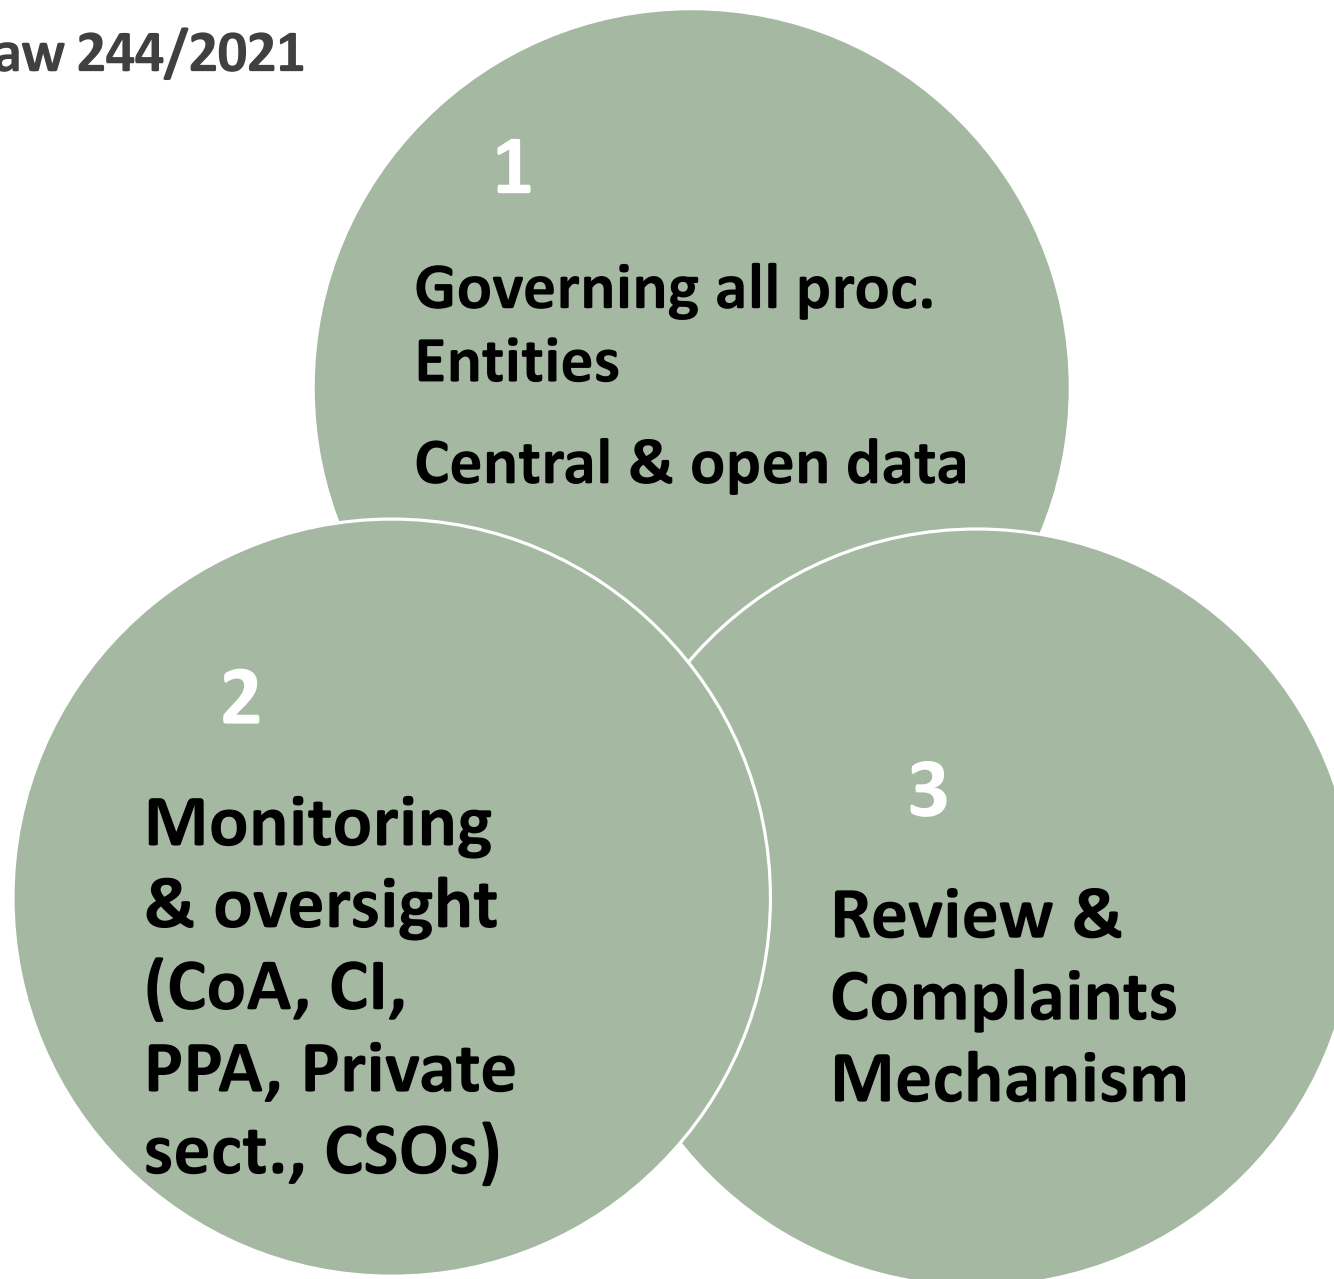 aw 244/2021
1
Governing all proc.
Entities
Central & open data
2
Monitoring
& oversight
(CoA, CI,
PPA, Private
sect., CSOs)
3
Review &
Complaints
Mechanism